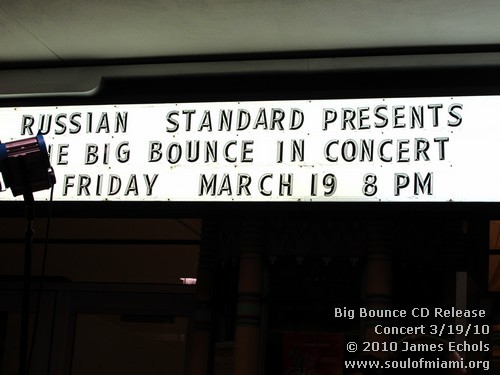 RUSSIAN STANDARD PRESENTS
BIG BOUNCE IN CONCERT
FRIDAY MARCH 19 8 PM
Big Bounce CD Release
Concert 3/19/10
© 2010 James Echols
www.soulofmiami.org